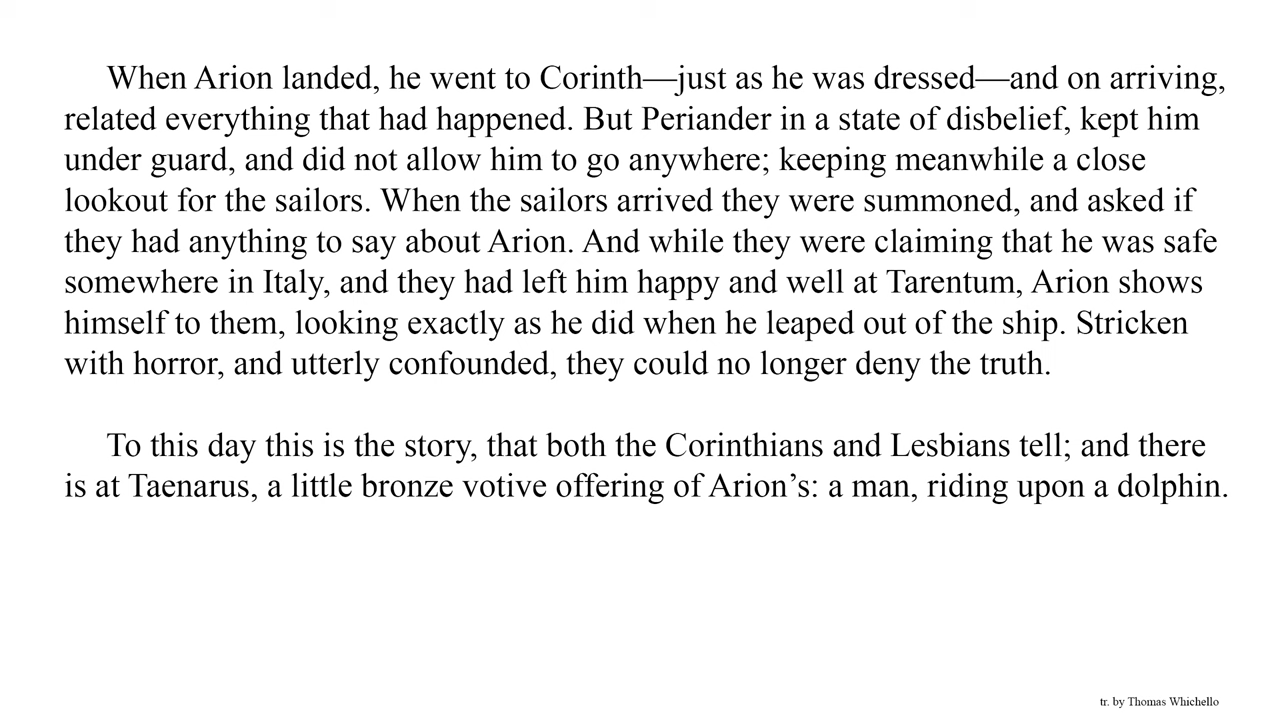 When Arion landed, he went to Corinth—just as he was dressed—and on arriving,
related everything that had happened. But Periander in a state of disbelief, kept him
under guard, and did not allow him to go anywhere; keeping meanwhile a close
lookout for the sailors. When the sailors arrived they were summoned, and asked if
they had anything to say about Arion. And while they were claiming that he was safe
somewhere in Italy, and they had left him happy and well at Tarentum, Arion shows
himself to them, looking exactly as he did when he leaped out of the ship. Stricken
with horror, and utterly confounded, they could no longer deny the truth.
To this day this is the story, that both the Corinthians and Lesbians tell; and there
is at Taenarus, a little bronze votive offering of Arion’s: a man, riding upon a dolphin.
tr. by Thomas Whichello